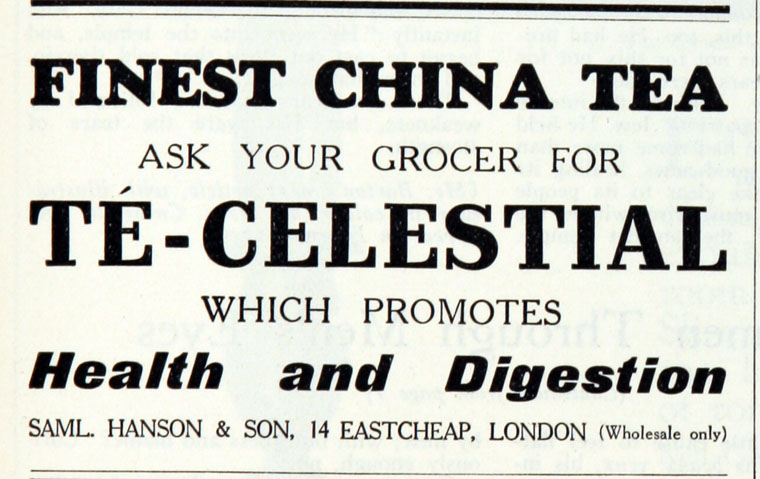 FINEST CHINA TEA
ASK YOUR GROCER FOR
TE-CELESTIAL
WHICH PROMOTES
Health and Digestion
SAML. HANSON & SON, 14 EASTCHEAP, LONDON (Wholesale only)